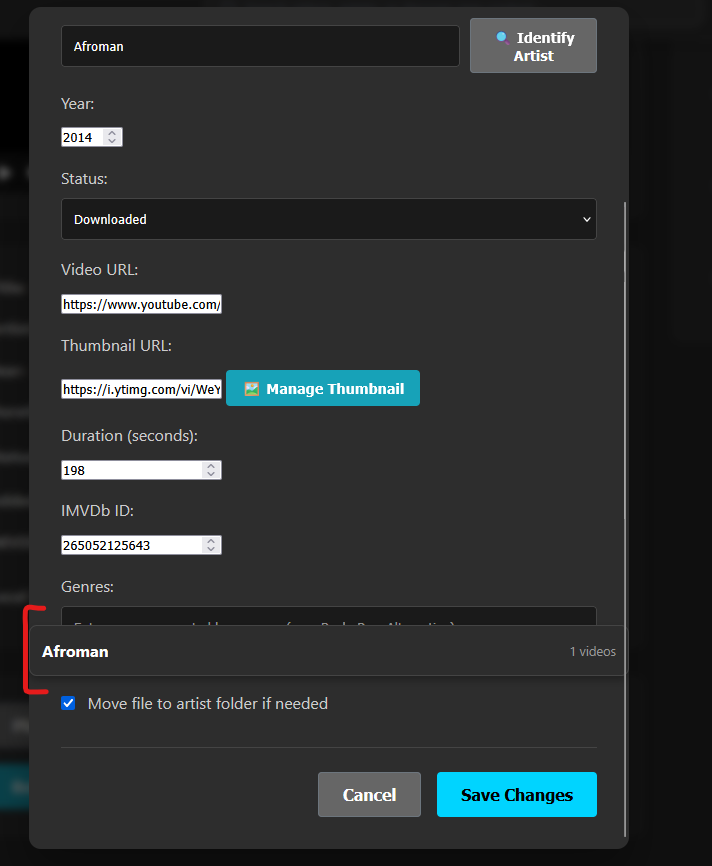 Afroman
🔍 Identify
Artist
Year:
2014
Status:
Downloaded
Video URL:
https://www.youtube.com/
Thumbnail URL:
https://i.ytimg.com/vi/WeY
🖼️ Manage Thumbnail
Duration (seconds):
198
IMVDb ID:
265052125643
Genres:
Afroman
1 videos
Move file to artist folder if needed
Cancel
Save Changes